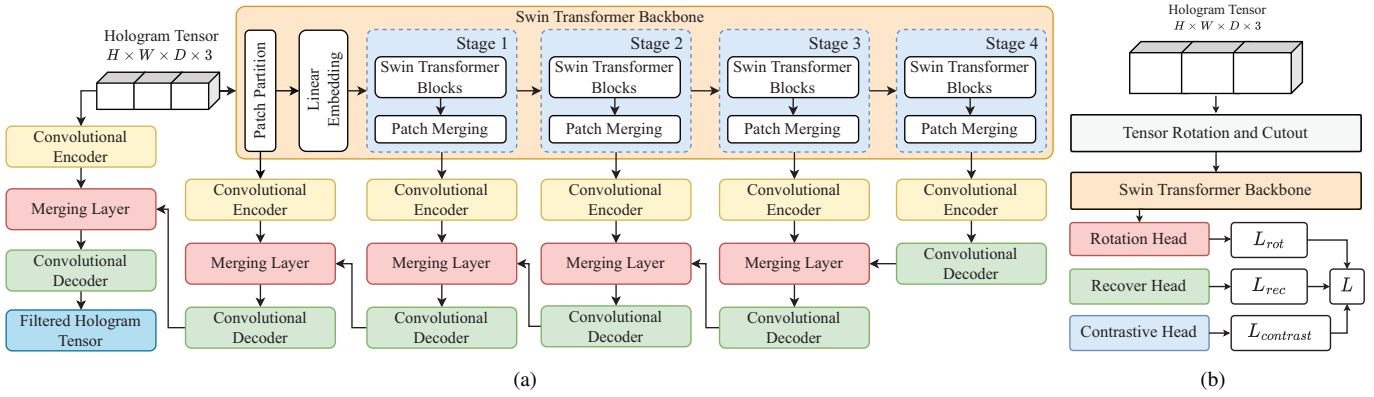 Swin Transformer Backbone
Hologram Tensor
H × W × D × 3
Patch Partition
Linear
Embedding
Stage 1
Swin Transformer
Blocks
Patch Merging
Stage 2
Swin Transformer
Blocks
Patch Merging
Stage 3
Swin Transformer
Blocks
Patch Merging
Stage 4
Swin Transformer
Blocks
Patch Merging
Convolutional
Encoder
Merging Layer
Convolutional
Decoder
Filtered Hologram
Tensor
Convolutional
Encoder
Merging Layer
Convolutional
Decoder
Convolutional
Encoder
Merging Layer
Convolutional
Decoder
Convolutional
Encoder
Merging Layer
Convolutional
Decoder
Convolutional
Encoder
Merging Layer
Convolutional
Decoder
Convolutional
Encoder
Convolutional
Decoder
(a)
Hologram Tensor
H × W × D × 3
Tensor Rotation and Cutout
Swin Transformer Backbone
Rotation Head
L_rot
Recover Head
L_rec
L
Contrastive Head
L_contrast
(b)